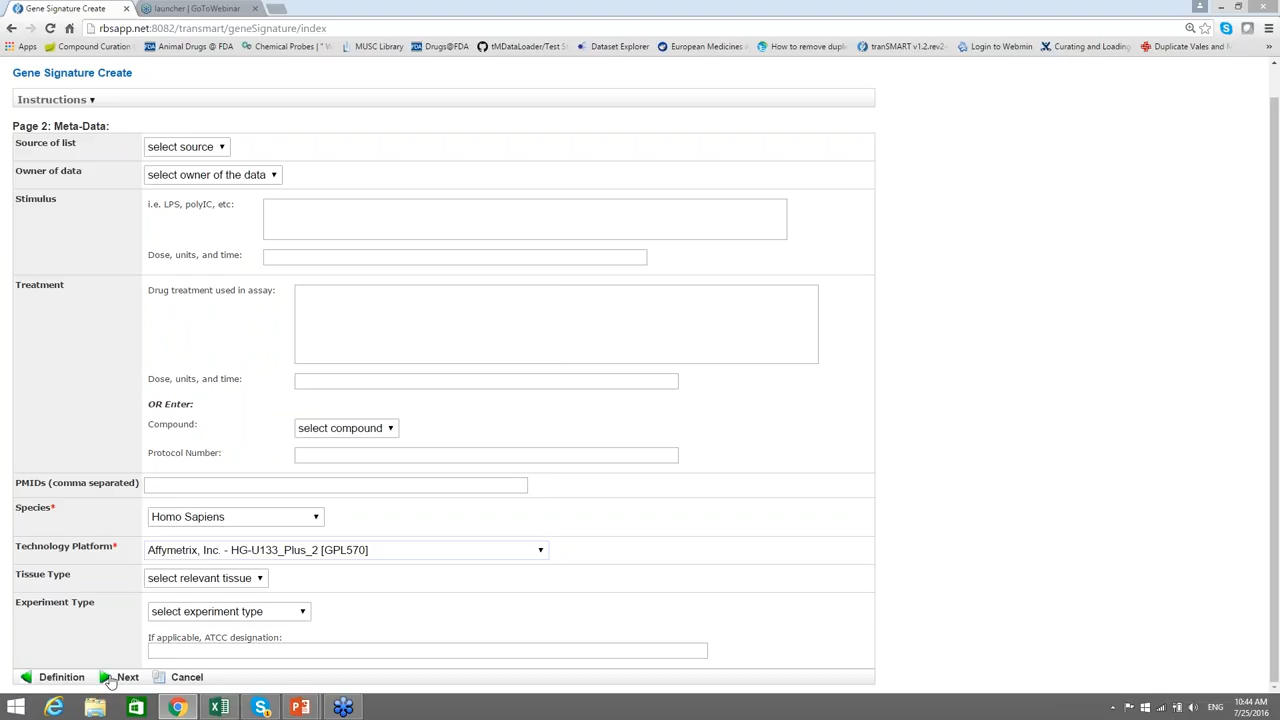 Gene Signature Create
launcher | GoToWebinar
rbsapp.net:8082/transmart/geneSignature/index
Apps
Compound Curation
Animal Drugs @ FDA
Chemical Probes | "W
MUSC Library
Drugs@FDA
tMDataLoader/Test S
Dataset Explorer
European Medicines
How to remove duple
tranSMART v1.2.rev2
Login to Webmin
Curating and Loading
Duplicate Vales and M
»
Gene Signature Create
Instructions ▾
Page 2: Meta-Data:
Source of list
select source
Owner of data
select owner of the data
Stimulus
i.e. LPS, polyIC, etc:
Dose, units, and time:
Treatment
Drug treatment used in assay:
Dose, units, and time:
OR Enter:
Compound:
select compound
Protocol Number:
PMIDs (comma separated)
Species*
Homo Sapiens
Technology Platform*
Affymetrix, Inc. - HG-U133_Plus_2 [GPL570]
Tissue Type
select relevant tissue
Experiment Type
select experiment type
If applicable, ATCC designation:
Definition
Next
Cancel
ENG
10:44 AM
7/25/2016